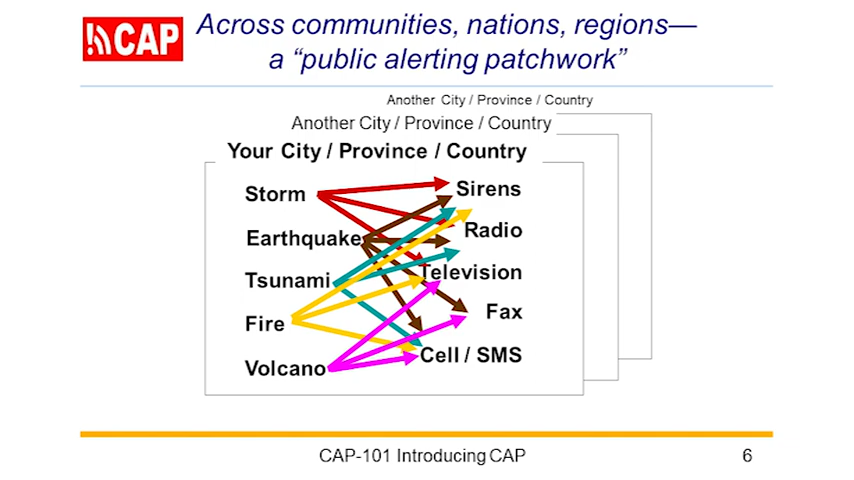 CAP
Across communities, nations, regions—
a “public alerting patchwork”
Another City / Province / Country
Another City / Province / Country
Your City / Province / Country
Storm
Sirens
Earthquake
Radio
Tsunami
Television
Fire
Fax
Volcano
Cell / SMS
CAP-101 Introducing CAP
6